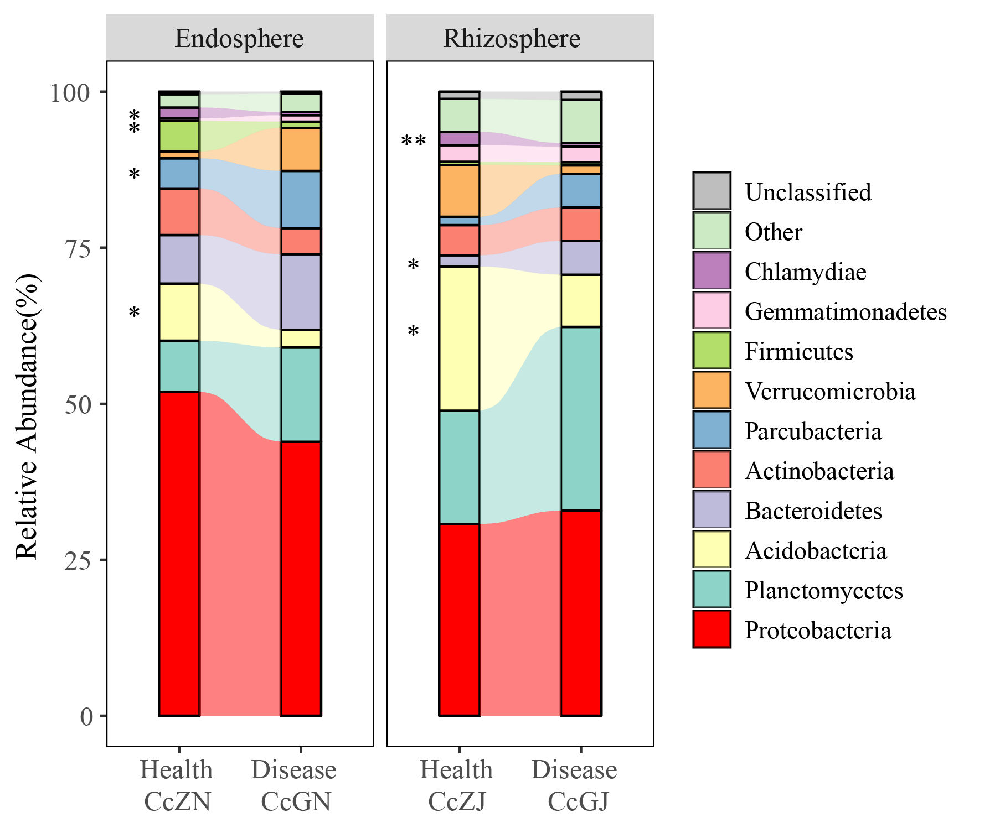 Endosphere
Rhizosphere
Relative Abundance(%)
100
75
50
25
0
*
*
*
*
**
*
*
Health
CcZN
Disease
CcGN
Health
CcZJ
Disease
CcGJ
Unclassified
Other
Chlamydiae
Gemmatimonadetes
Firmicutes
Verrucomicrobia
Parcubacteria
Actinobacteria
Bacteroidetes
Acidobacteria
Planctomycetes
Proteobacteria